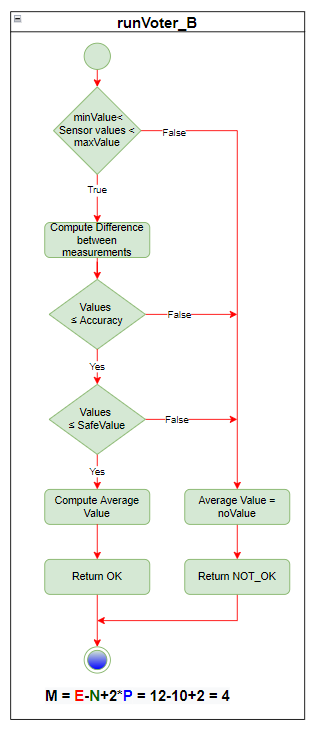 runVoter_B
minValue<
Sensor values <
maxValue
False
True
Compute Difference
between
measurements
Values
≤ Accuracy
False
Yes
Values
≤ SafeValue
False
Yes
Compute Average
Value
Average Value =
noValue
Return OK
Return NOT_OK
M = E-N+2*P = 12-10+2 = 4